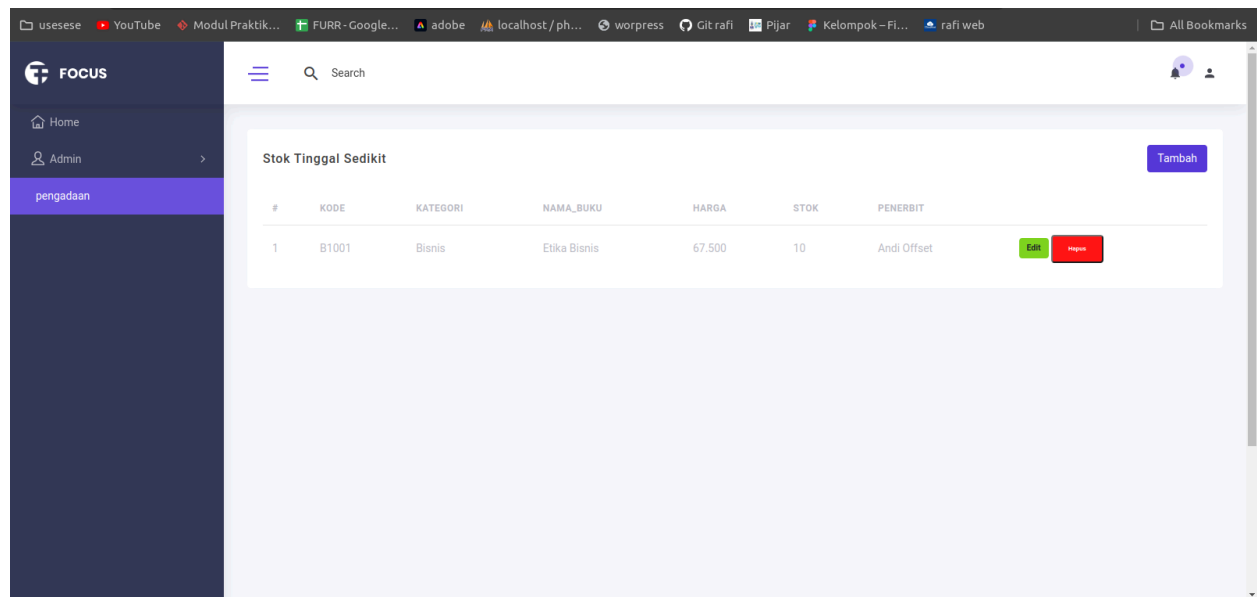 usesese YouTube Modul Praktik... FURR - Google... adobe localhost / ph... worpress Git rafi Pijar Kelompok – Fi... rafi web All Bookmarks
FOCUS Search
Home
Admin
pengadaan
Stok Tinggal Sedikit Tambah
# KODE KATEGORI NAMA_BUKU HARGA STOK PENERBIT
1 B1001 Bisnis Etika Bisnis 67.500 10 Andi Offset Edit Hapus